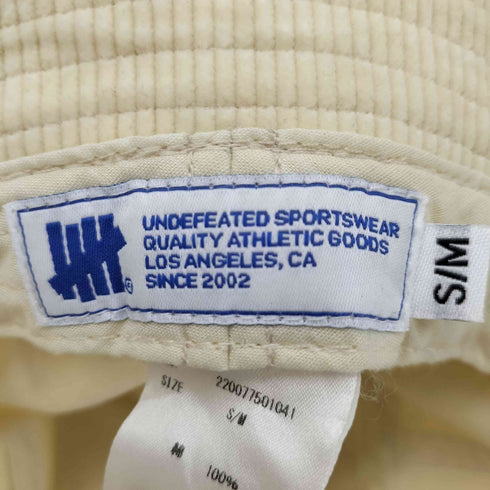 UNDEFEATED SPORTSWEAR
QUALITY ATHLETIC GOODS
LOS ANGELES, CA
SINCE 2002
®
S/M
SIZE 220077501041
S/M
100%